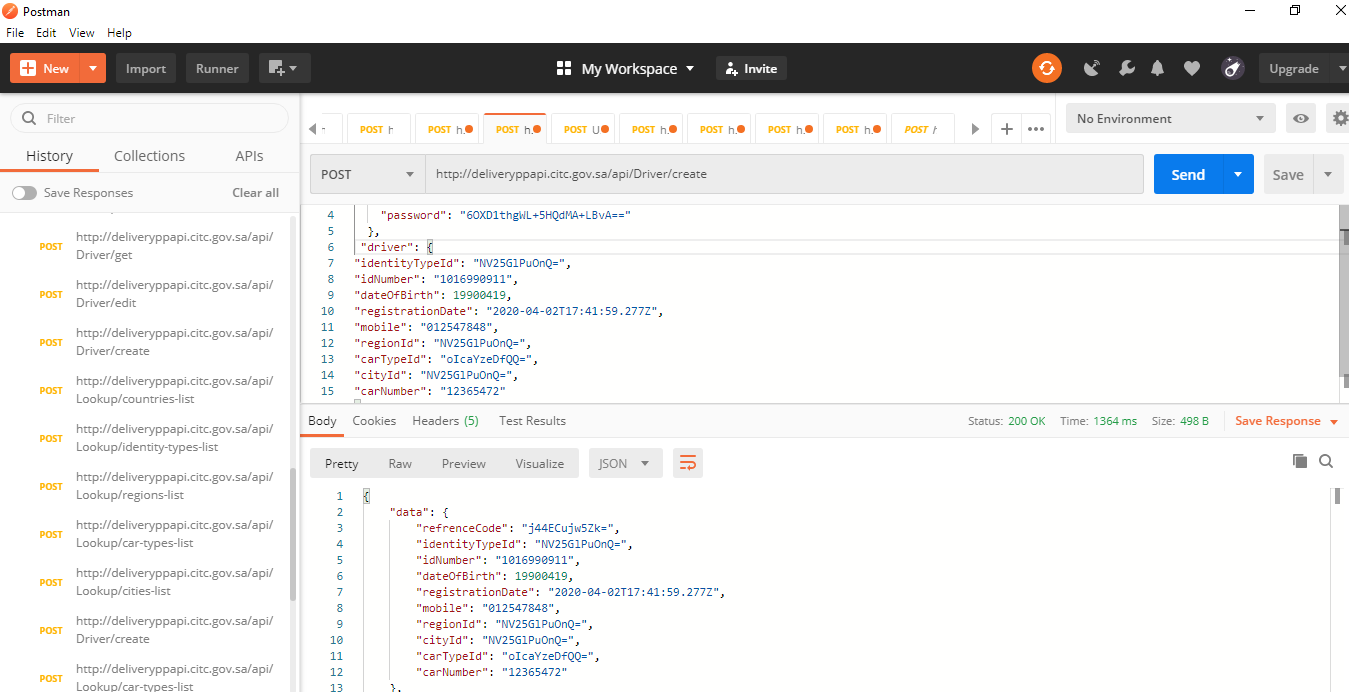 Postman
File Edit View Help
New Import Runner My Workspace Invite Upgrade
Filter
History Collections APIs
Save Responses Clear all
POST http://deliveryppapi.citc.gov.sa/api/
Driver/get
POST http://deliveryppapi.citc.gov.sa/api/
Driver/edit
POST http://deliveryppapi.citc.gov.sa/api/
Driver/create
POST http://deliveryppapi.citc.gov.sa/api/
Lookup/countries-list
POST http://deliveryppapi.citc.gov.sa/api/
Lookup/identity-types-list
POST http://deliveryppapi.citc.gov.sa/api/
Lookup/regions-list
POST http://deliveryppapi.citc.gov.sa/api/
Lookup/car-types-list
POST http://deliveryppapi.citc.gov.sa/api/
Lookup/cities-list
POST http://deliveryppapi.citc.gov.sa/api/
Driver/create
POST http://deliveryppapi.citc.gov.sa/api/
Lookup/car-types-list
POST h POST h. POST h. POST U POST h. POST h. POST h. POST h. POST
No Environment
POST http://deliveryppapi.citc.gov.sa/api/Driver/create Send Save
4 "password": "6OXD1thgWL+5HQdMA+LBvA=="
5 },
6 "driver": {
7 "identityTypeId": "NV25GlPuOnQ=",
8 "idNumber": "1016990911",
9 "dateOfBirth": 19900419,
10 "registrationDate": "2020-04-02T17:41:59.277Z",
11 "mobile": "012547848",
12 "regionId": "NV25GlPuOnQ=",
13 "carTypeId": "oIcaYzeDfQQ=",
14 "cityId": "NV25GlPuOnQ=",
15 "carNumber": "12365472"
Body Cookies Headers (5) Test Results Status: 200 OK Time: 1364 ms Size: 498 B Save Response
Pretty Raw Preview Visualize JSON
1 {
2 "data": {
3 "refrenceCode": "j44ECujw5Zk=",
4 "identityTypeId": "NV25GlPuOnQ=",
5 "idNumber": "1016990911",
6 "dateOfBirth": 19900419,
7 "registrationDate": "2020-04-02T17:41:59.277Z",
8 "mobile": "012547848",
9 "regionId": "NV25GlPuOnQ=",
10 "cityId": "NV25GlPuOnQ=",
11 "carTypeId": "oIcaYzeDfQQ=",
12 "carNumber": "12365472"
13 },